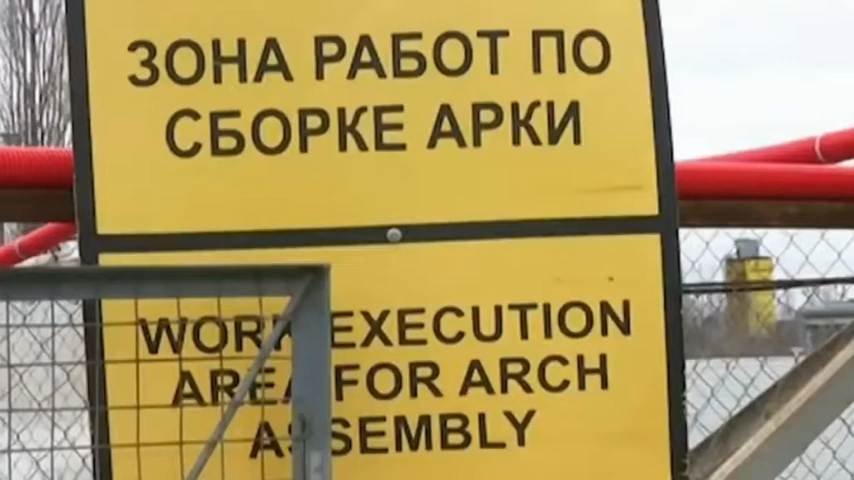 ЗОНА РАБОТ ПО
СБОРКЕ АРКИ
WORK EXECUTION
AREA FOR ARCH
ASSEMBLY